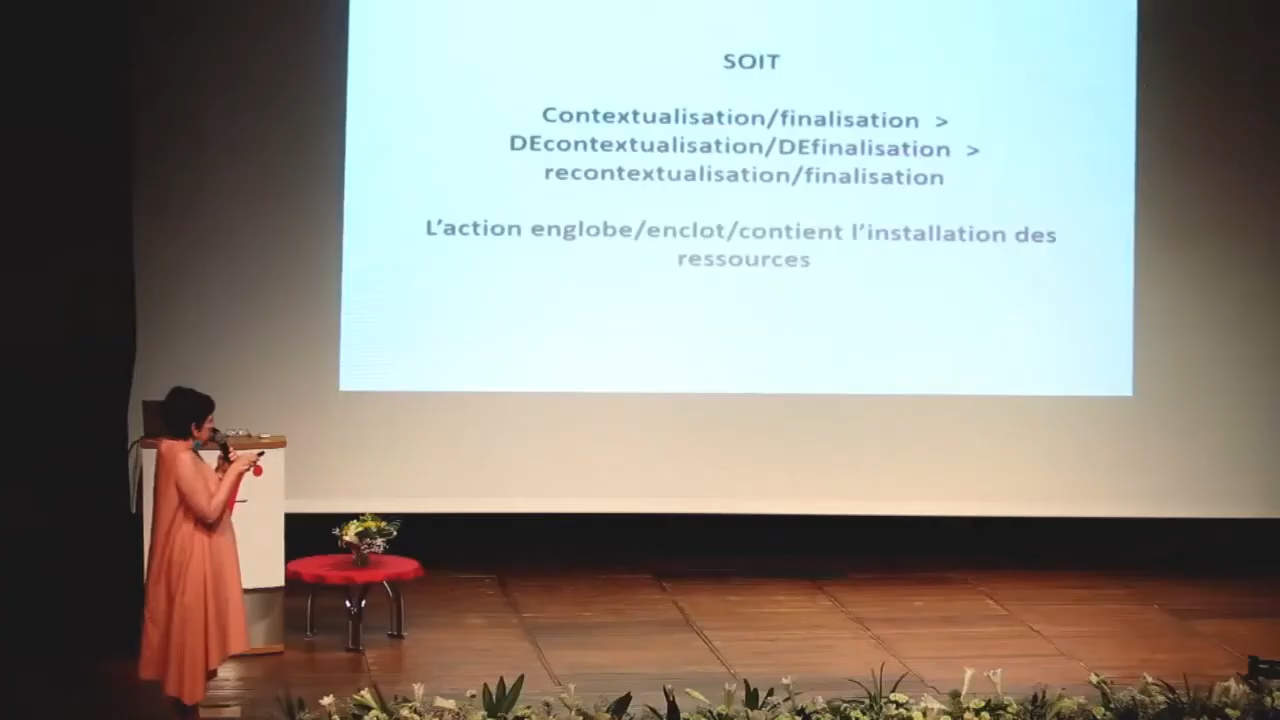 SOIT
Contextualisation/finalisation >
DEcontextualisation/DEfinalisation >
recontextualisation/finalisation
L'action englobe/enclot/contient l'installation des
ressources